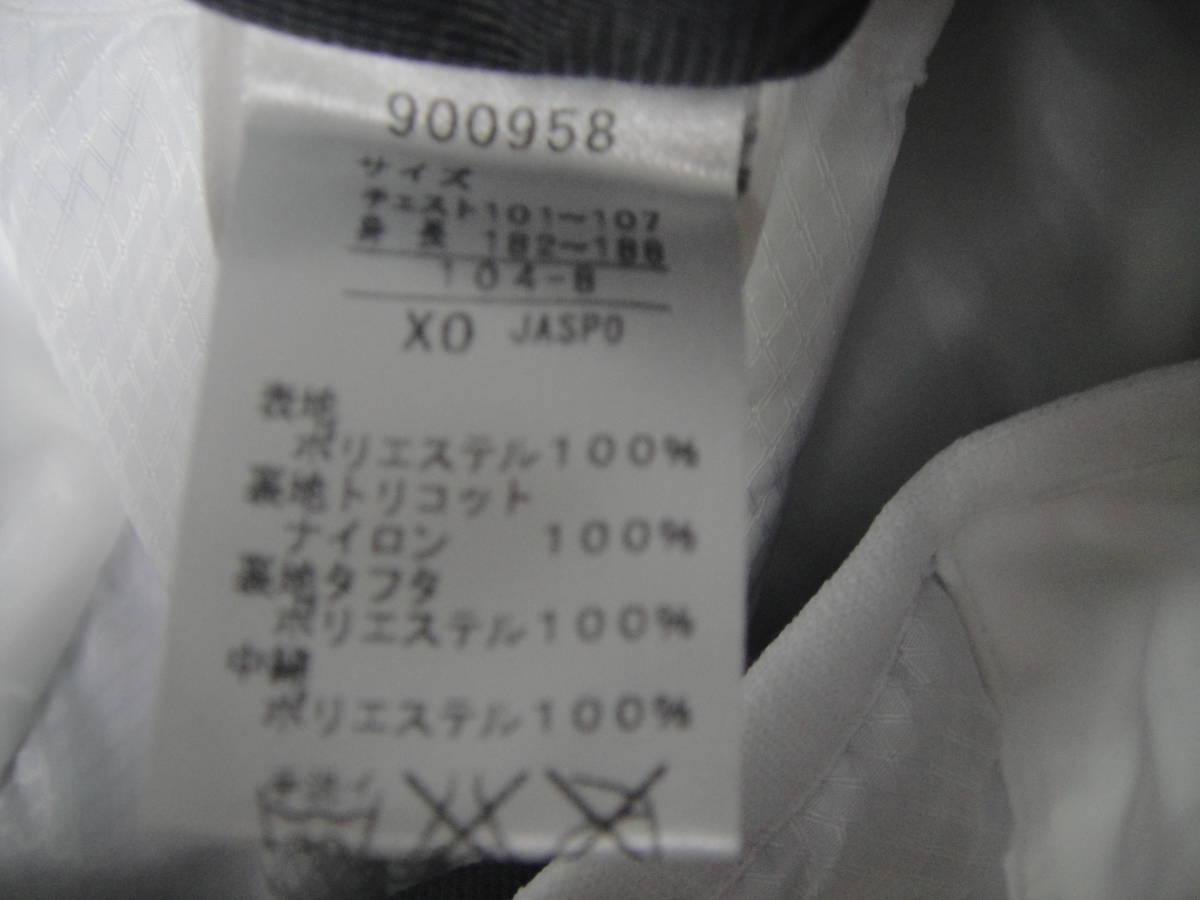 900958
サイズ
チェスト101~107
身長 182~188
104-8
XO JASPO
表地
ポリエステル100%
裏地トリコット
ナイロン 100%
裏地タフタ
ポリエステル100%
中綿
ポリエステル100%
手洗イ